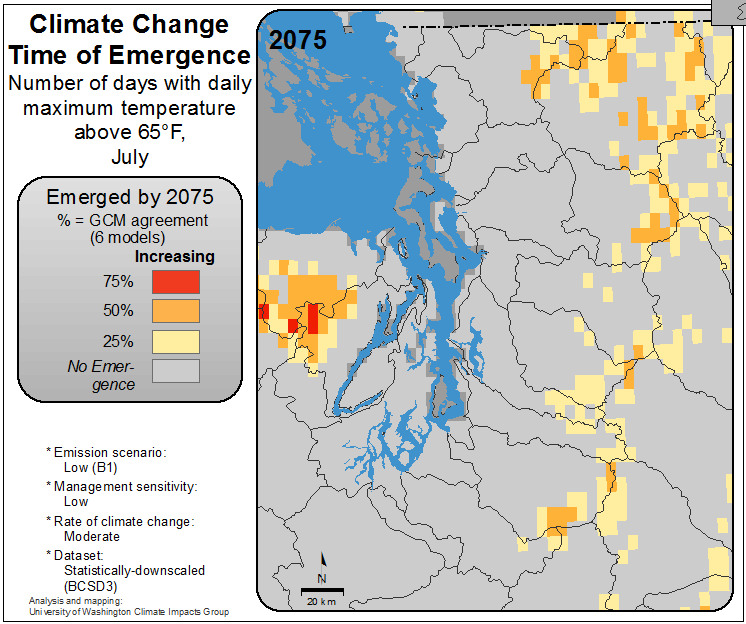 Climate Change
Time of Emergence
Number of days with daily
maximum temperature
above 65°F,
July
Emerged by 2075
% = GCM agreement
(6 models)
Increasing
75%
50%
25%
No Emer-
gence
* Emission scenario:
Low (B1)
* Management sensitivity:
Low
* Rate of climate change:
Moderate
* Dataset:
Statistically-downscaled
(BCSD3)
Analysis and mapping:
University of Washington Climate Impacts Group
2075
N
20 km